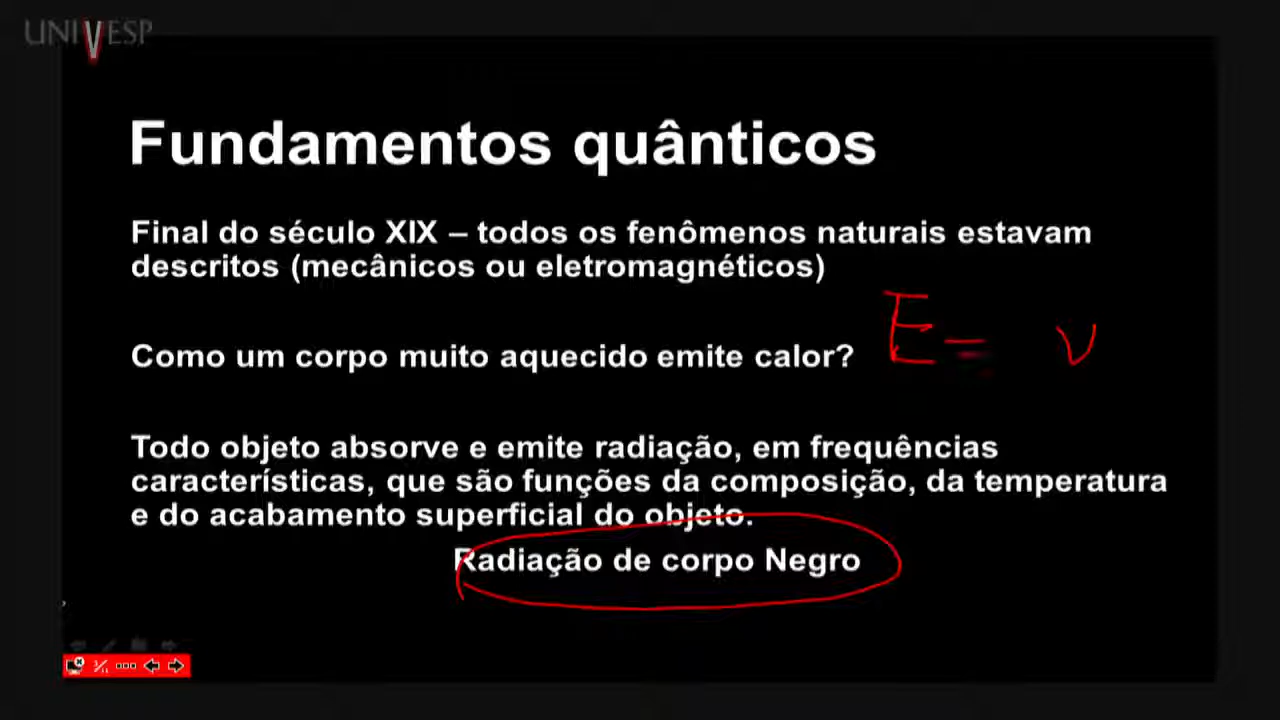 UNIVESP
Fundamentos quânticos
Final do século XIX – todos os fenômenos naturais estavam
descritos (mecânicos ou eletromagnéticos)
E= ν
Como um corpo muito aquecido emite calor?
Todo objeto absorve e emite radiação, em frequências
características, que são funções da composição, da temperatura
e do acabamento superficial do objeto.
Radiação de corpo Negro